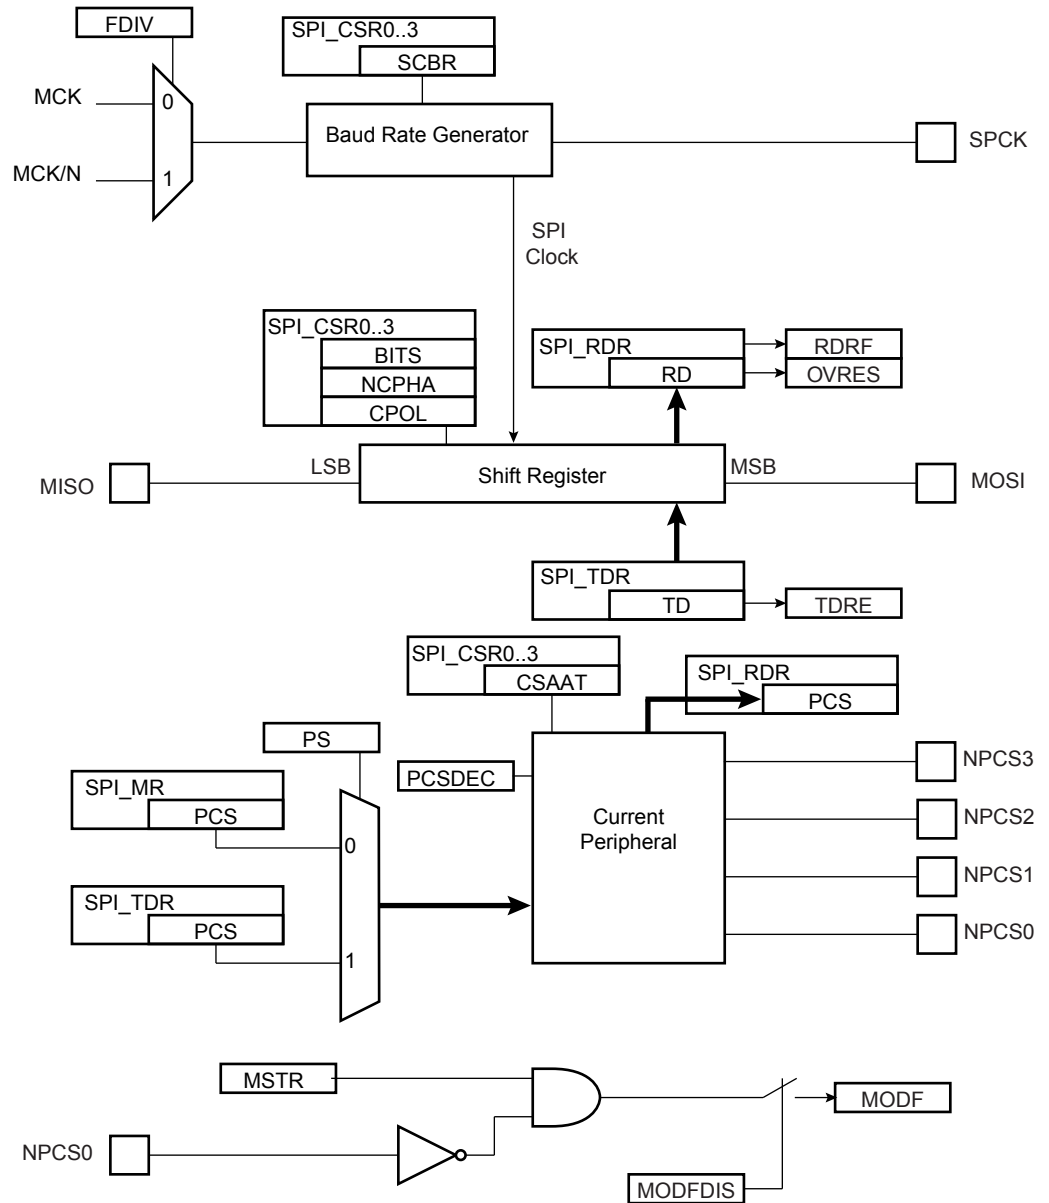 FDIV
SPI_CSR0..3
SCBR
MCK
0
Baud Rate Generator
SPCK
MCK/N
1
SPI
Clock
SPI_CSR0..3
BITS
NCPHA
CPOL
SPI_RDR
RD
RDRF
OVRES
LSB
MSB
MISO
Shift Register
MOSI
SPI_TDR
TD
TDRE
SPI_CSR0..3
CSAAT
SPI_RDR
PCS
PS
SPI_MR
PCS
0
PCSDEC
Current
Peripheral
NPCS3
NPCS2
SPI_TDR
PCS
1
NPCS1
NPCS0
MSTR
MODF
NPCS0
MODFDIS